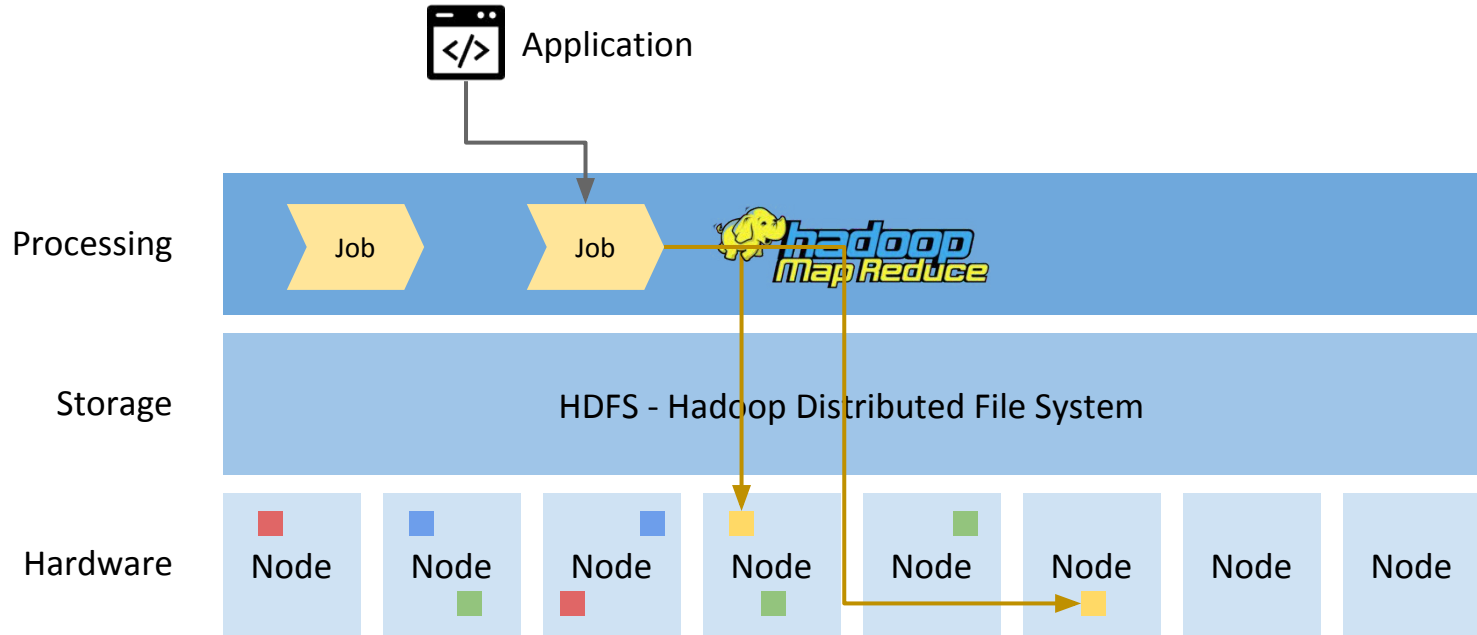 </> Application
Processing
Job
Job
hadoop
Map Reduce
Storage
HDFS - Hadoop Distributed File System
Hardware
Node
Node
Node
Node
Node
Node
Node
Node